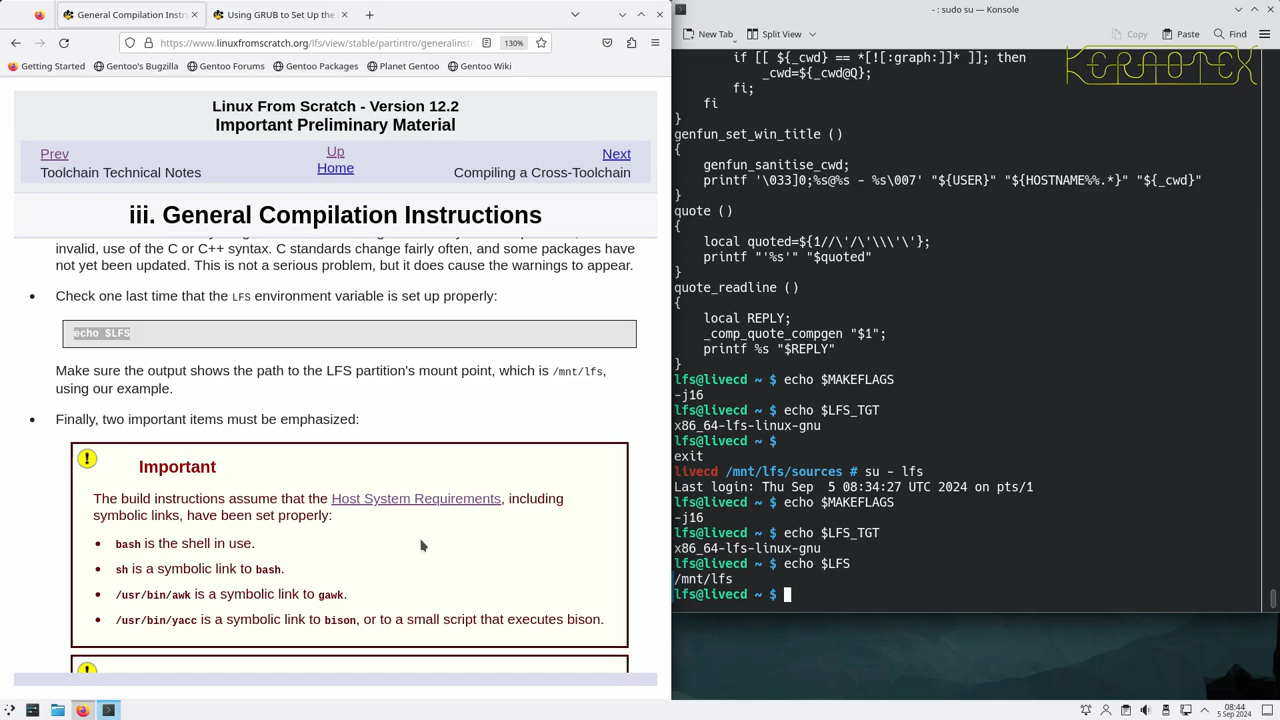 General Compilation Instru
Using GRUB to Set Up the
https://www.linuxfromscratch.org/lfs/view/stable/partintro/generalinst
130%
Getting Started
Gentoo's Bugzilla
Gentoo Forums
Gentoo Packages
Planet Gentoo
Gentoo Wiki
Linux From Scratch - Version 12.2
Important Preliminary Material
Prev
Up
Next
Toolchain Technical Notes
Home
Compiling a Cross-Toolchain
iii. General Compilation Instructions
invalid, use of the C or C++ syntax. C standards change fairly often, and some packages have
not yet been updated. This is not a serious problem, but it does cause the warnings to appear.
• Check one last time that the LFS environment variable is set up properly:
echo $LFS
Make sure the output shows the path to the LFS partition's mount point, which is /mnt/lfs,
using our example.
• Finally, two important items must be emphasized:
!
Important
The build instructions assume that the Host System Requirements, including
symbolic links, have been set properly:
• bash is the shell in use.
• sh is a symbolic link to bash.
• /usr/bin/awk is a symbolic link to gawk.
• /usr/bin/yacc is a symbolic link to bison, or to a small script that executes bison.
- : sudo su — Konsole
New Tab
Split View
Copy
Paste
Find
KERNOTEX
if [[ ${_cwd} == *[![:graph:]]* ]]; then
_cwd=${_cwd@Q};
fi;
fi
}
genfun_set_win_title ()
{
genfun_sanitise_cwd;
printf '\033]0;%s@%s - %s\007' "${USER}" "${HOSTNAME%%.*}" "${_cwd}"
}
quote ()
{
local quoted=${1//\'/\'\\\'\'};
printf "'%s'" "$quoted"
}
quote_readline ()
{
local REPLY;
_comp_quote_compgen "$1";
printf %s "$REPLY"
}
lfs@livecd ~ $ echo $MAKEFLAGS
-j16
lfs@livecd ~ $ echo $LFS_TGT
x86_64-lfs-linux-gnu
lfs@livecd ~ $
exit
livecd /mnt/lfs/sources # su - lfs
Last login: Thu Sep  5 08:34:27 UTC 2024 on pts/1
lfs@livecd ~ $ echo $MAKEFLAGS
-j16
lfs@livecd ~ $ echo $LFS_TGT
x86_64-lfs-linux-gnu
lfs@livecd ~ $ echo $LFS
/mnt/lfs
lfs@livecd ~ $
08:44
5 Sep 2024